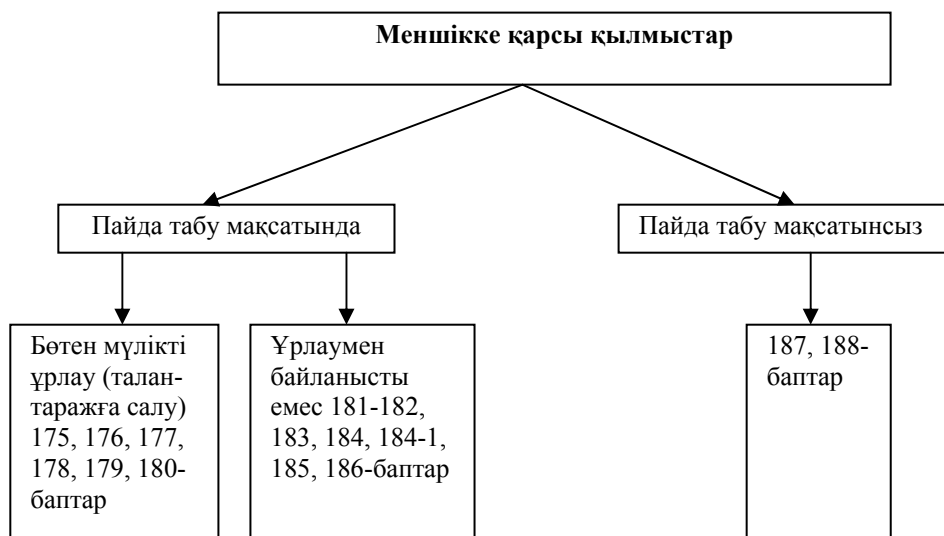 Меншікке қарсы қылмыстар
Пайда табу мақсатында
Пайда табу мақсатынсыз
Бөтен мүлікті
ұрлау (талан-
таражға салу)
175, 176, 177,
178, 179, 180-
баптар
Ұрлаумен
байланысты
емес 181-182,
183, 184, 184-1,
185, 186-баптар
187, 188-
баптар